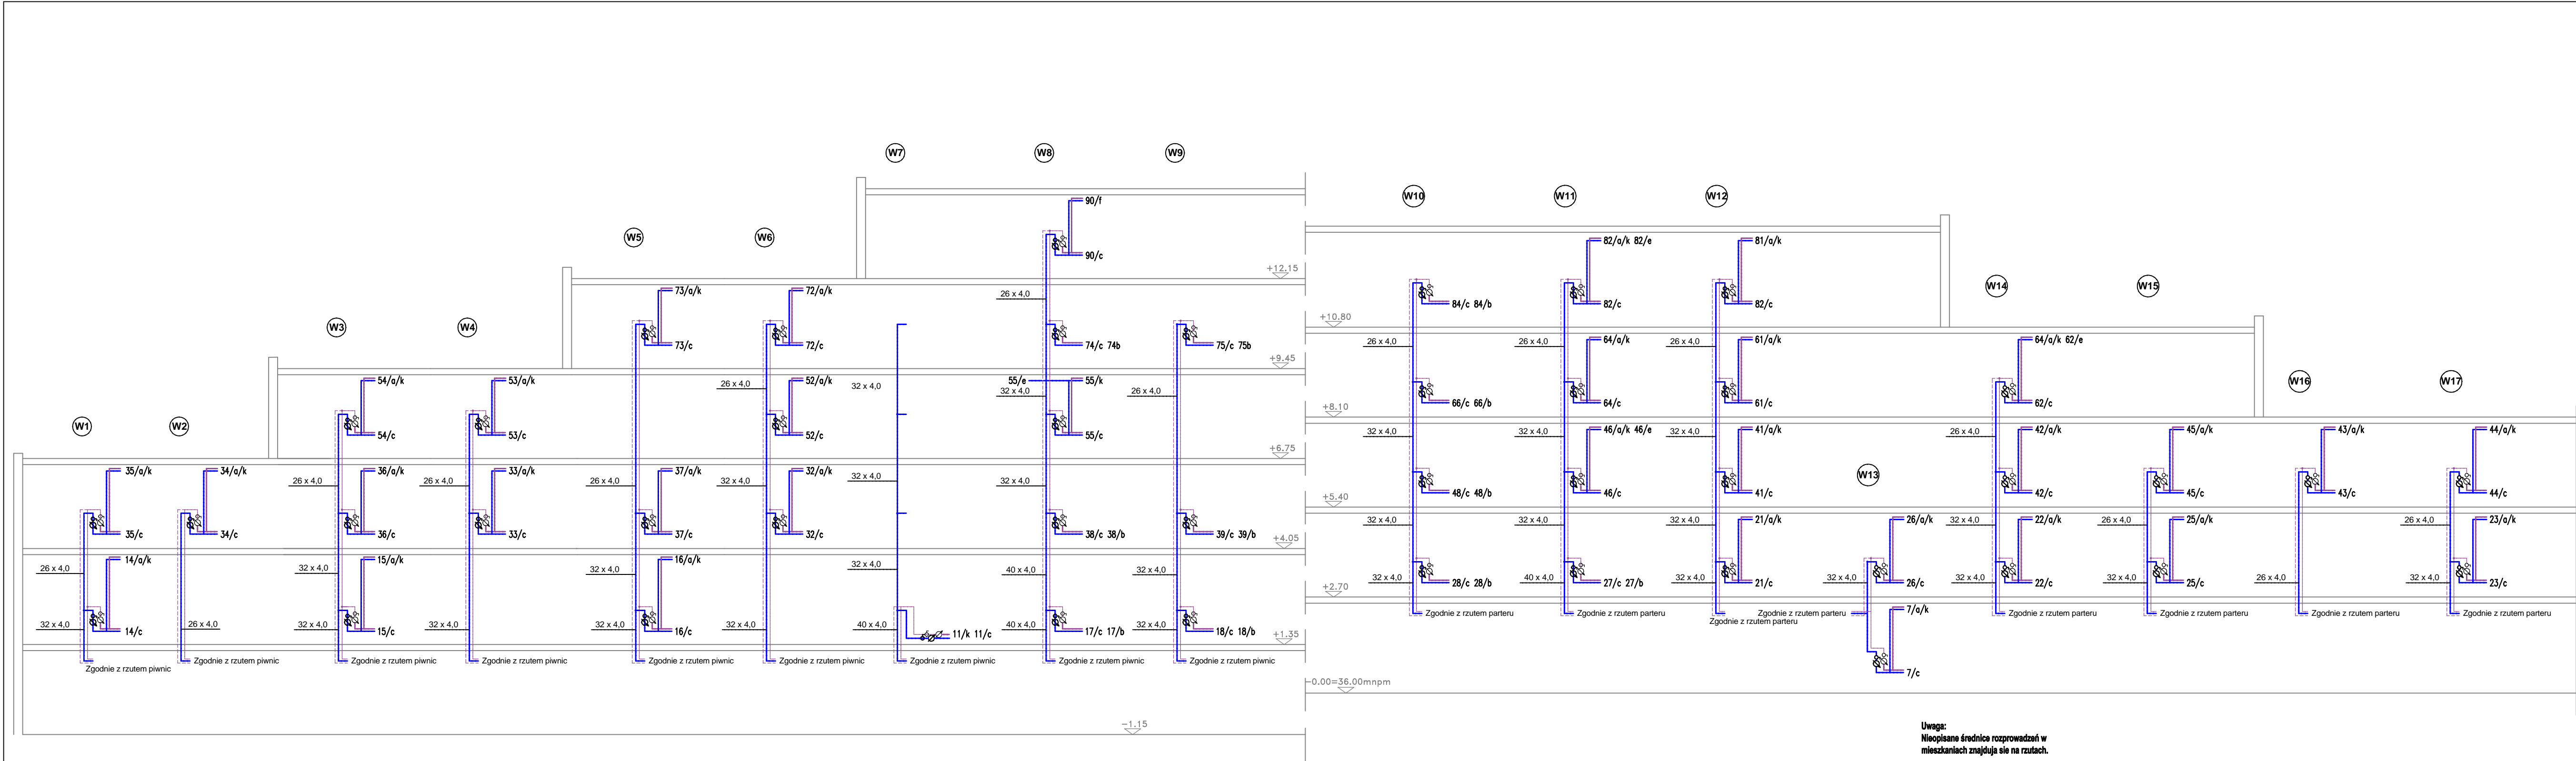 W7
W8
W9
W10
W11
W12
90/f
W5
W6
82/a/k 82/e
81/a/k
90/c
+12.15
W14
W15
73/a/k
72/a/k
26 x 4,0
84/c 84/b
82/c
82/c
+10.80
W3
W4
73/c
72/c
74/c 74b
75/c 75b
26 x 4,0
26 x 4,0
26 x 4,0
64/a/k
61/a/k
64/a/k 62/e
+9.45
W16
W17
54/a/k
53/a/k
26 x 4,0
52/a/k
32 x 4,0
55/e
55/k
32 x 4,0
26 x 4,0
66/c 66/b
64/c
61/c
62/c
+8.10
W1
W2
54/c
53/c
52/c
55/c
32 x 4,0
32 x 4,0
32 x 4,0
26 x 4,0
46/a/k 46/e
41/a/k
42/a/k
45/a/k
43/a/k
44/a/k
+6.75
W13
35/a/k
34/a/k
36/a/k
33/a/k
37/a/k
32/a/k
26 x 4,0
26 x 4,0
26 x 4,0
32 x 4,0
32 x 4,0
32 x 4,0
48/c 48/b
46/c
41/c
42/c
45/c
43/c
44/c
+5.40
35/c
34/c
36/c
33/c
37/c
32/c
38/c 38/b
39/c 39/b
32 x 4,0
32 x 4,0
32 x 4,0
21/a/k
26/a/k
32 x 4,0
22/a/k
26 x 4,0
25/a/k
26 x 4,0
23/a/k
+4.05
14/a/k
15/a/k
16/a/k
26 x 4,0
32 x 4,0
32 x 4,0
32 x 4,0
40 x 4,0
32 x 4,0
32 x 4,0
28/c 28/b
40 x 4,0
27/c 27/b
32 x 4,0
21/c
32 x 4,0
26/c
32 x 4,0
22/c
32 x 4,0
25/c
26 x 4,0
32 x 4,0
23/c
+2.70
Zgodnie z rzutem parteru
Zgodnie z rzutem parteru
Zgodnie z rzutem parteru
Zgodnie z rzutem parteru
7/a/k
Zgodnie z rzutem parteru
Zgodnie z rzutem parteru
Zgodnie z rzutem parteru
Zgodnie z rzutem parteru
32 x 4,0
14/c
26 x 4,0
32 x 4,0
15/c
32 x 4,0
32 x 4,0
16/c
32 x 4,0
40 x 4,0
11/k 11/c
40 x 4,0
17/c 17/b
32 x 4,0
18/c 18/b
+1.35
Zgodnie z rzutem piwnic
Zgodnie z rzutem piwnic
Zgodnie z rzutem piwnic
Zgodnie z rzutem piwnic
Zgodnie z rzutem piwnic
Zgodnie z rzutem piwnic
Zgodnie z rzutem piwnic
Zgodnie z rzutem piwnic
Zgodnie z rzutem piwnic
7/c
-0.00=36.00mnpm
-1.15
Uwaga:
Nieopisane średnice rozprowadzeń w
mieszkaniach znajduja sie na rzutach.